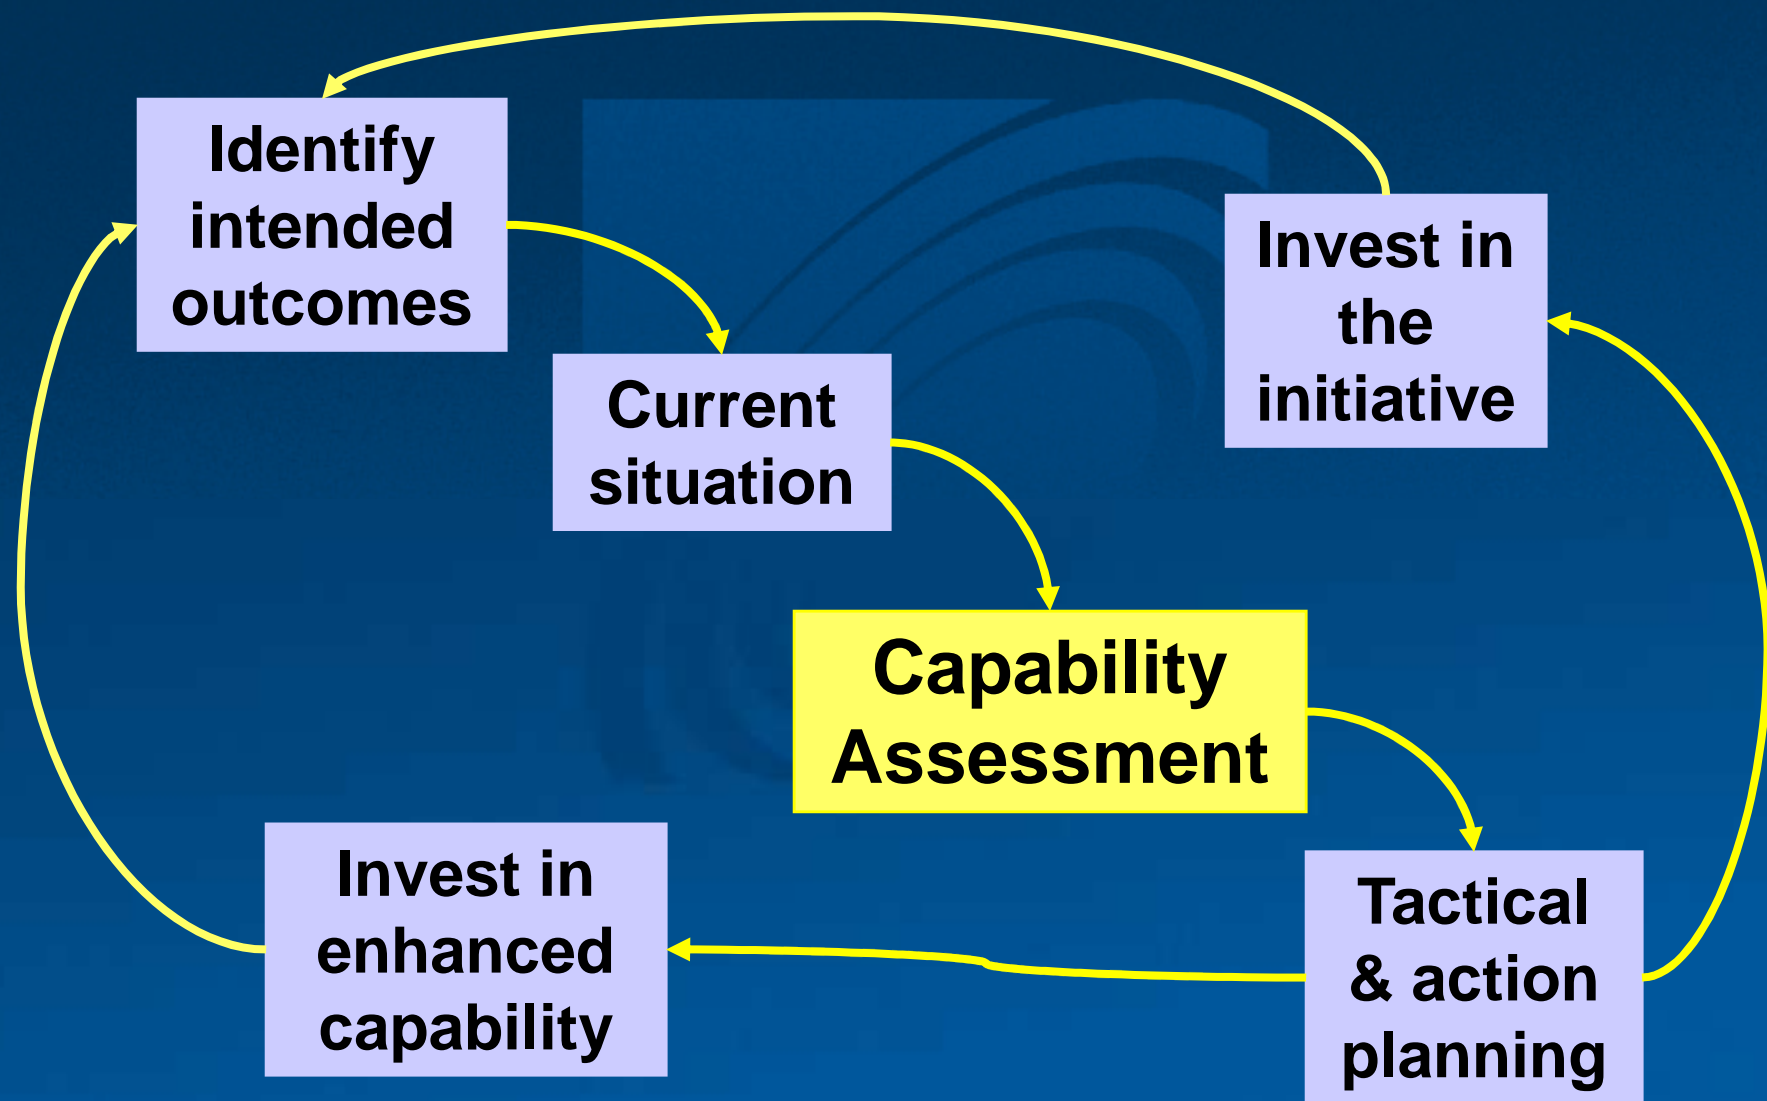 Identify
intended
outcomes
Current
situation
Capability
Assessment
Tactical
& action
planning
Invest in
the
initiative
Invest in
enhanced
capability